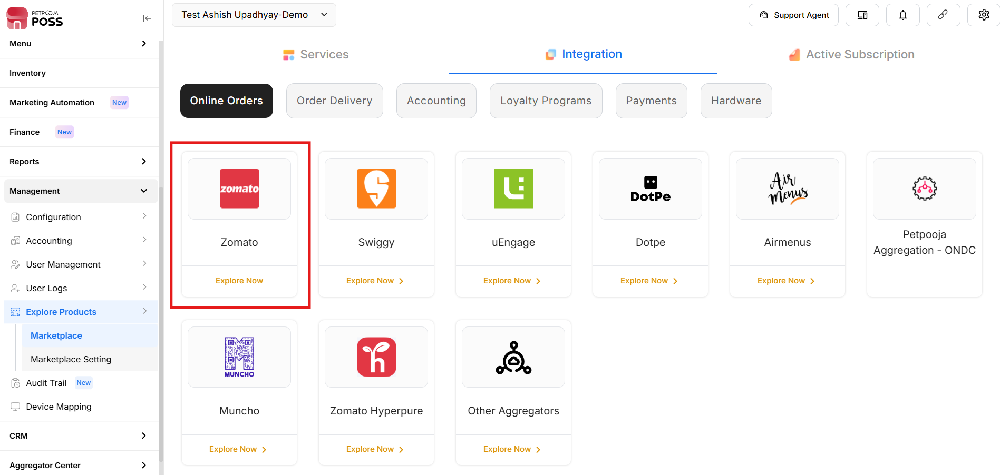 PETPOOJA
POSS
Test Ashish Upadhyay-Demo
Support Agent
Menu
Inventory
Marketing Automation New
Finance New
Reports
Management
Configuration
Accounting
User Management
User Logs
Explore Products
Marketplace
Marketplace Setting
Audit Trail New
Device Mapping
CRM
Aggregator Center
Services
Integration
Active Subscription
Online Orders
Order Delivery
Accounting
Loyalty Programs
Payments
Hardware
zomato
Zomato
Explore Now
Swiggy
Explore Now
uEngage
Explore Now
DotPe
Dotpe
Explore Now
Air
Menus
Airmenus
Explore Now
Petpooja
Aggregation - ONDC
MUNCHO
Muncho
Explore Now
h
Zomato Hyperpure
Explore Now
Other Aggregators
Explore Now